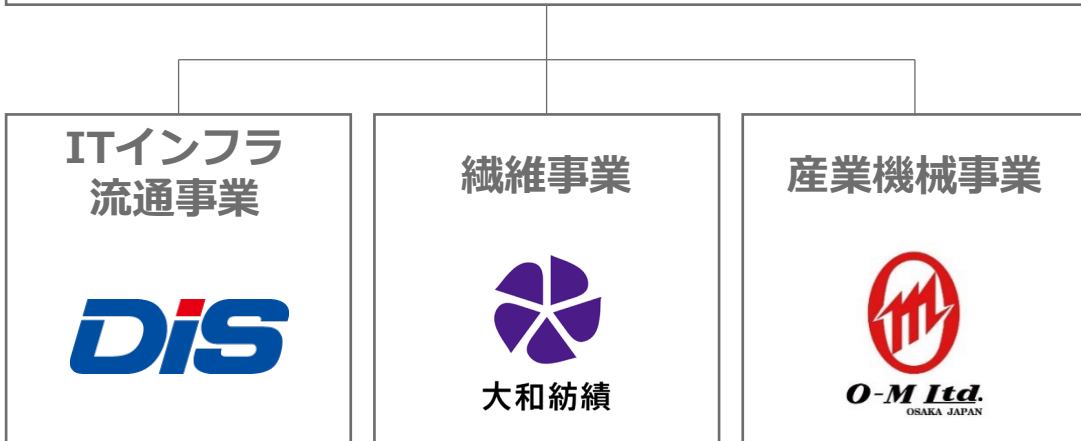 ITインフラ
流通事業
DiS
繊維事業
大和紡績
産業機械事業
O-M Ltd.
OSAKA JAPAN